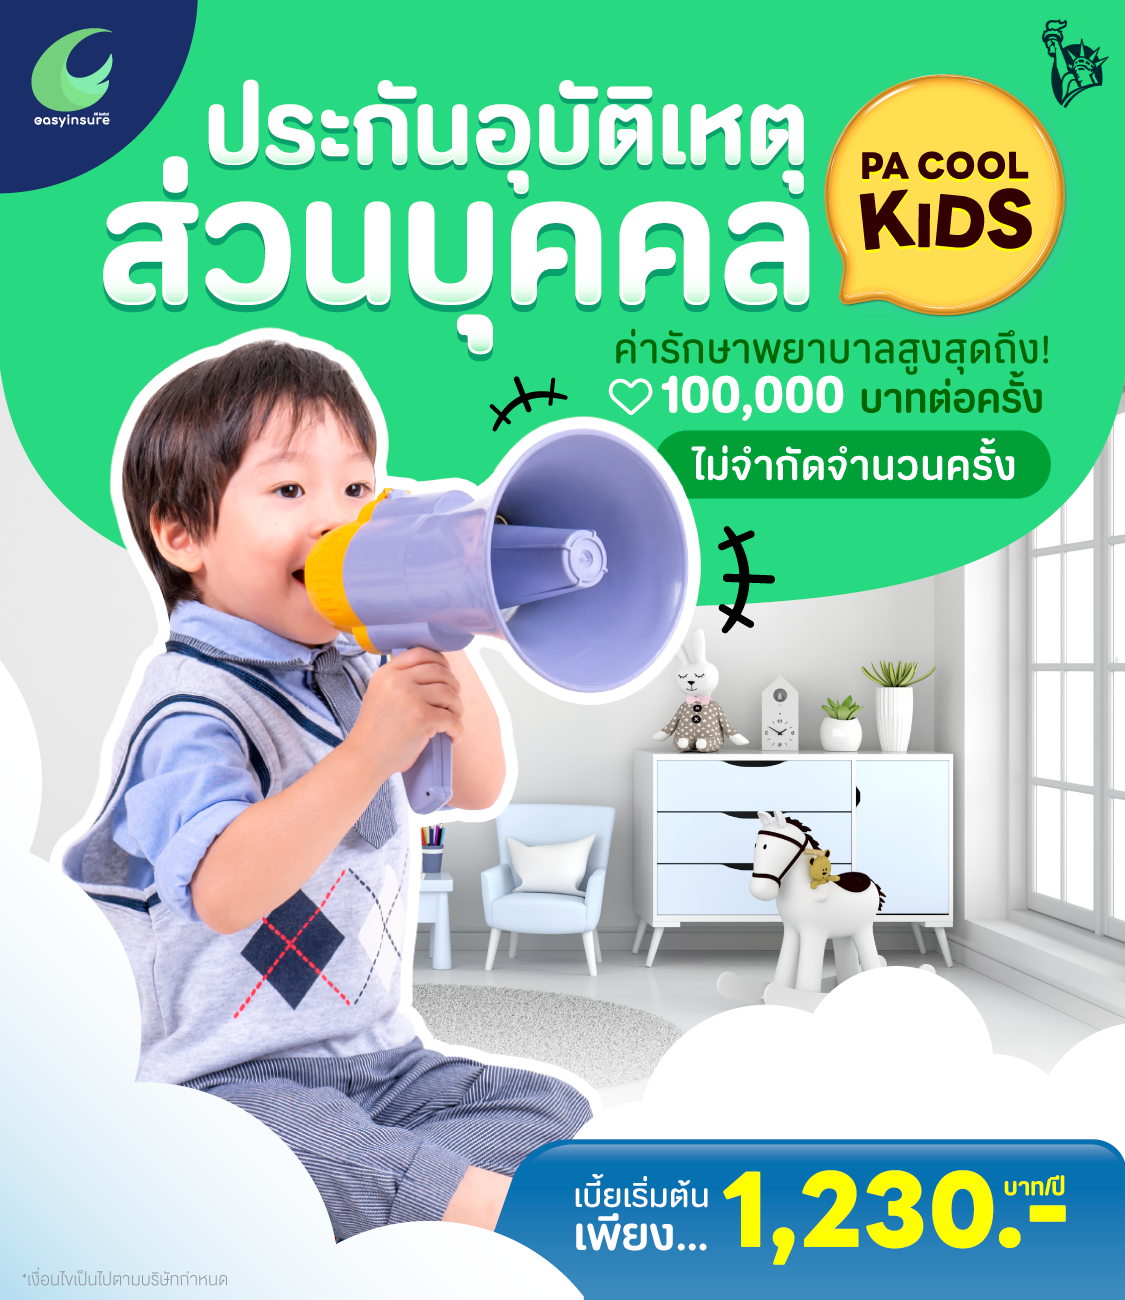 easyinsure
ประกันอุบัติเหตุ
ส่วนบุคคล
PA COOL
KIDS
ค่ารักษาพยาบาลสูงสุดถึง!
100,000 บาทต่อครั้ง
ไม่จำกัดจำนวนครั้ง
เบี้ยเริ่มต้น
เพียง... 1,230.- บาท/ปี
*เงื่อนไขเป็นไปตามบริษัทกำหนด